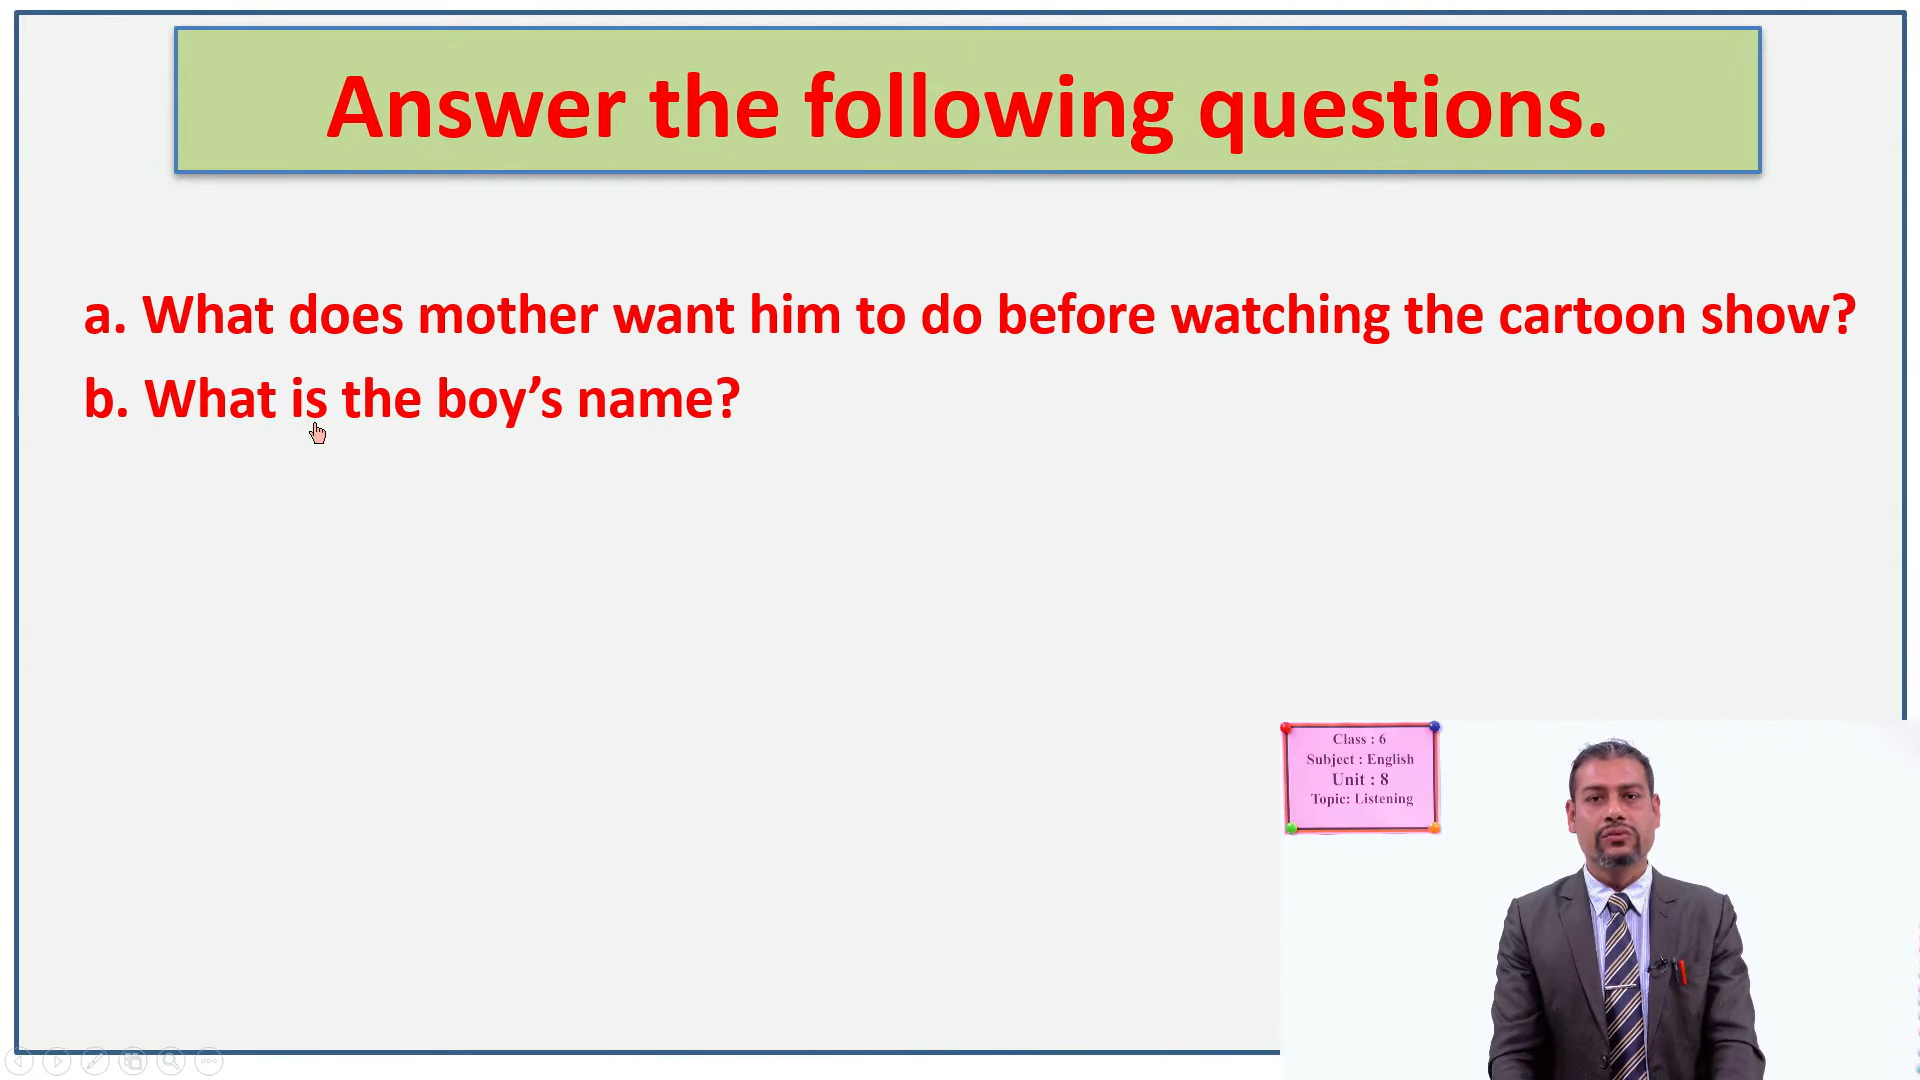 Answer the following questions.
a. What does mother want him to do before watching the cartoon show?
b. What is the boy’s name?
Class : 6
Subject : English
Unit : 8
Topic: Listening